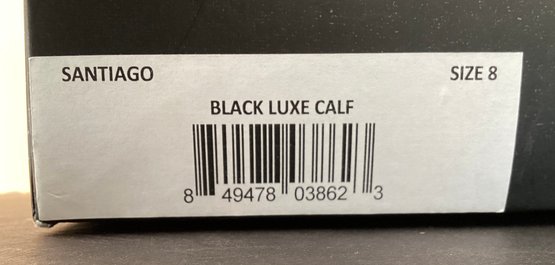 SANTIAGO SIZE 8
BLACK LUXE CALF
8 49478 03862 3